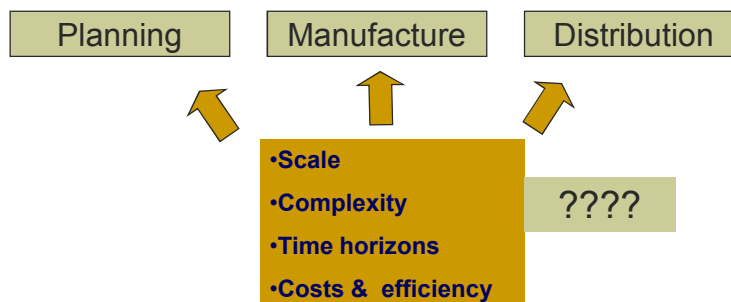 Planning
Manufacture
Distribution
•Scale
•Complexity
????
•Time horizons
•Costs & efficiency